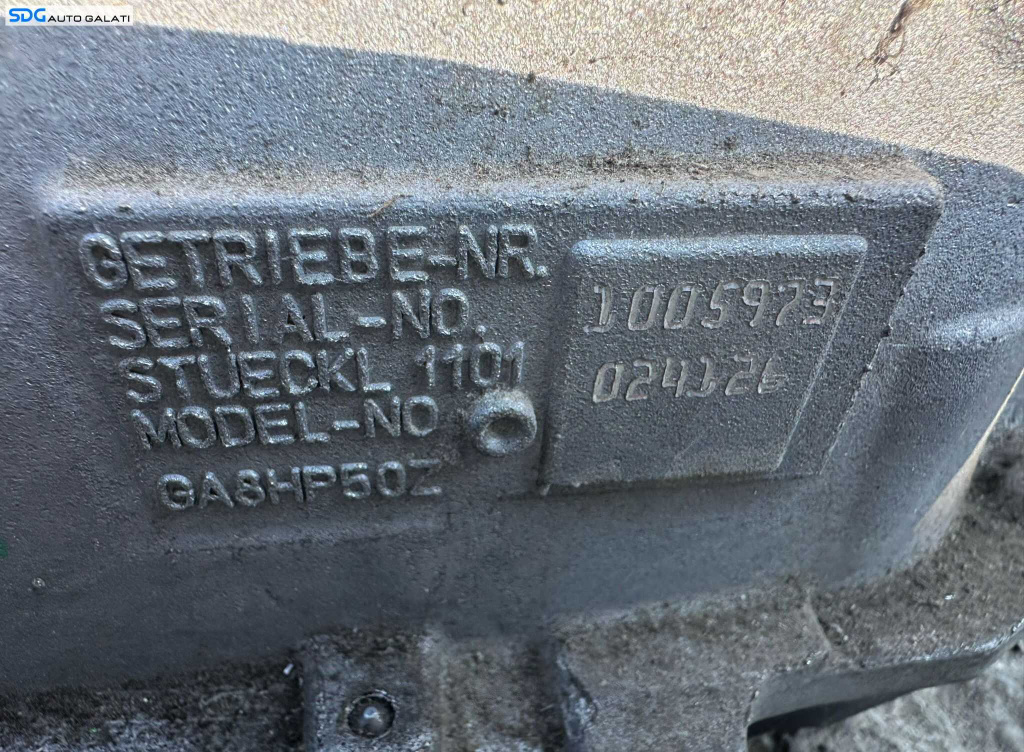 SDG AUTO GALATI
GETRIEBE-NR.
SERIAL-NO.
STUECKL 1101
MODEL-NO
GA8HP50Z
1005973
024126